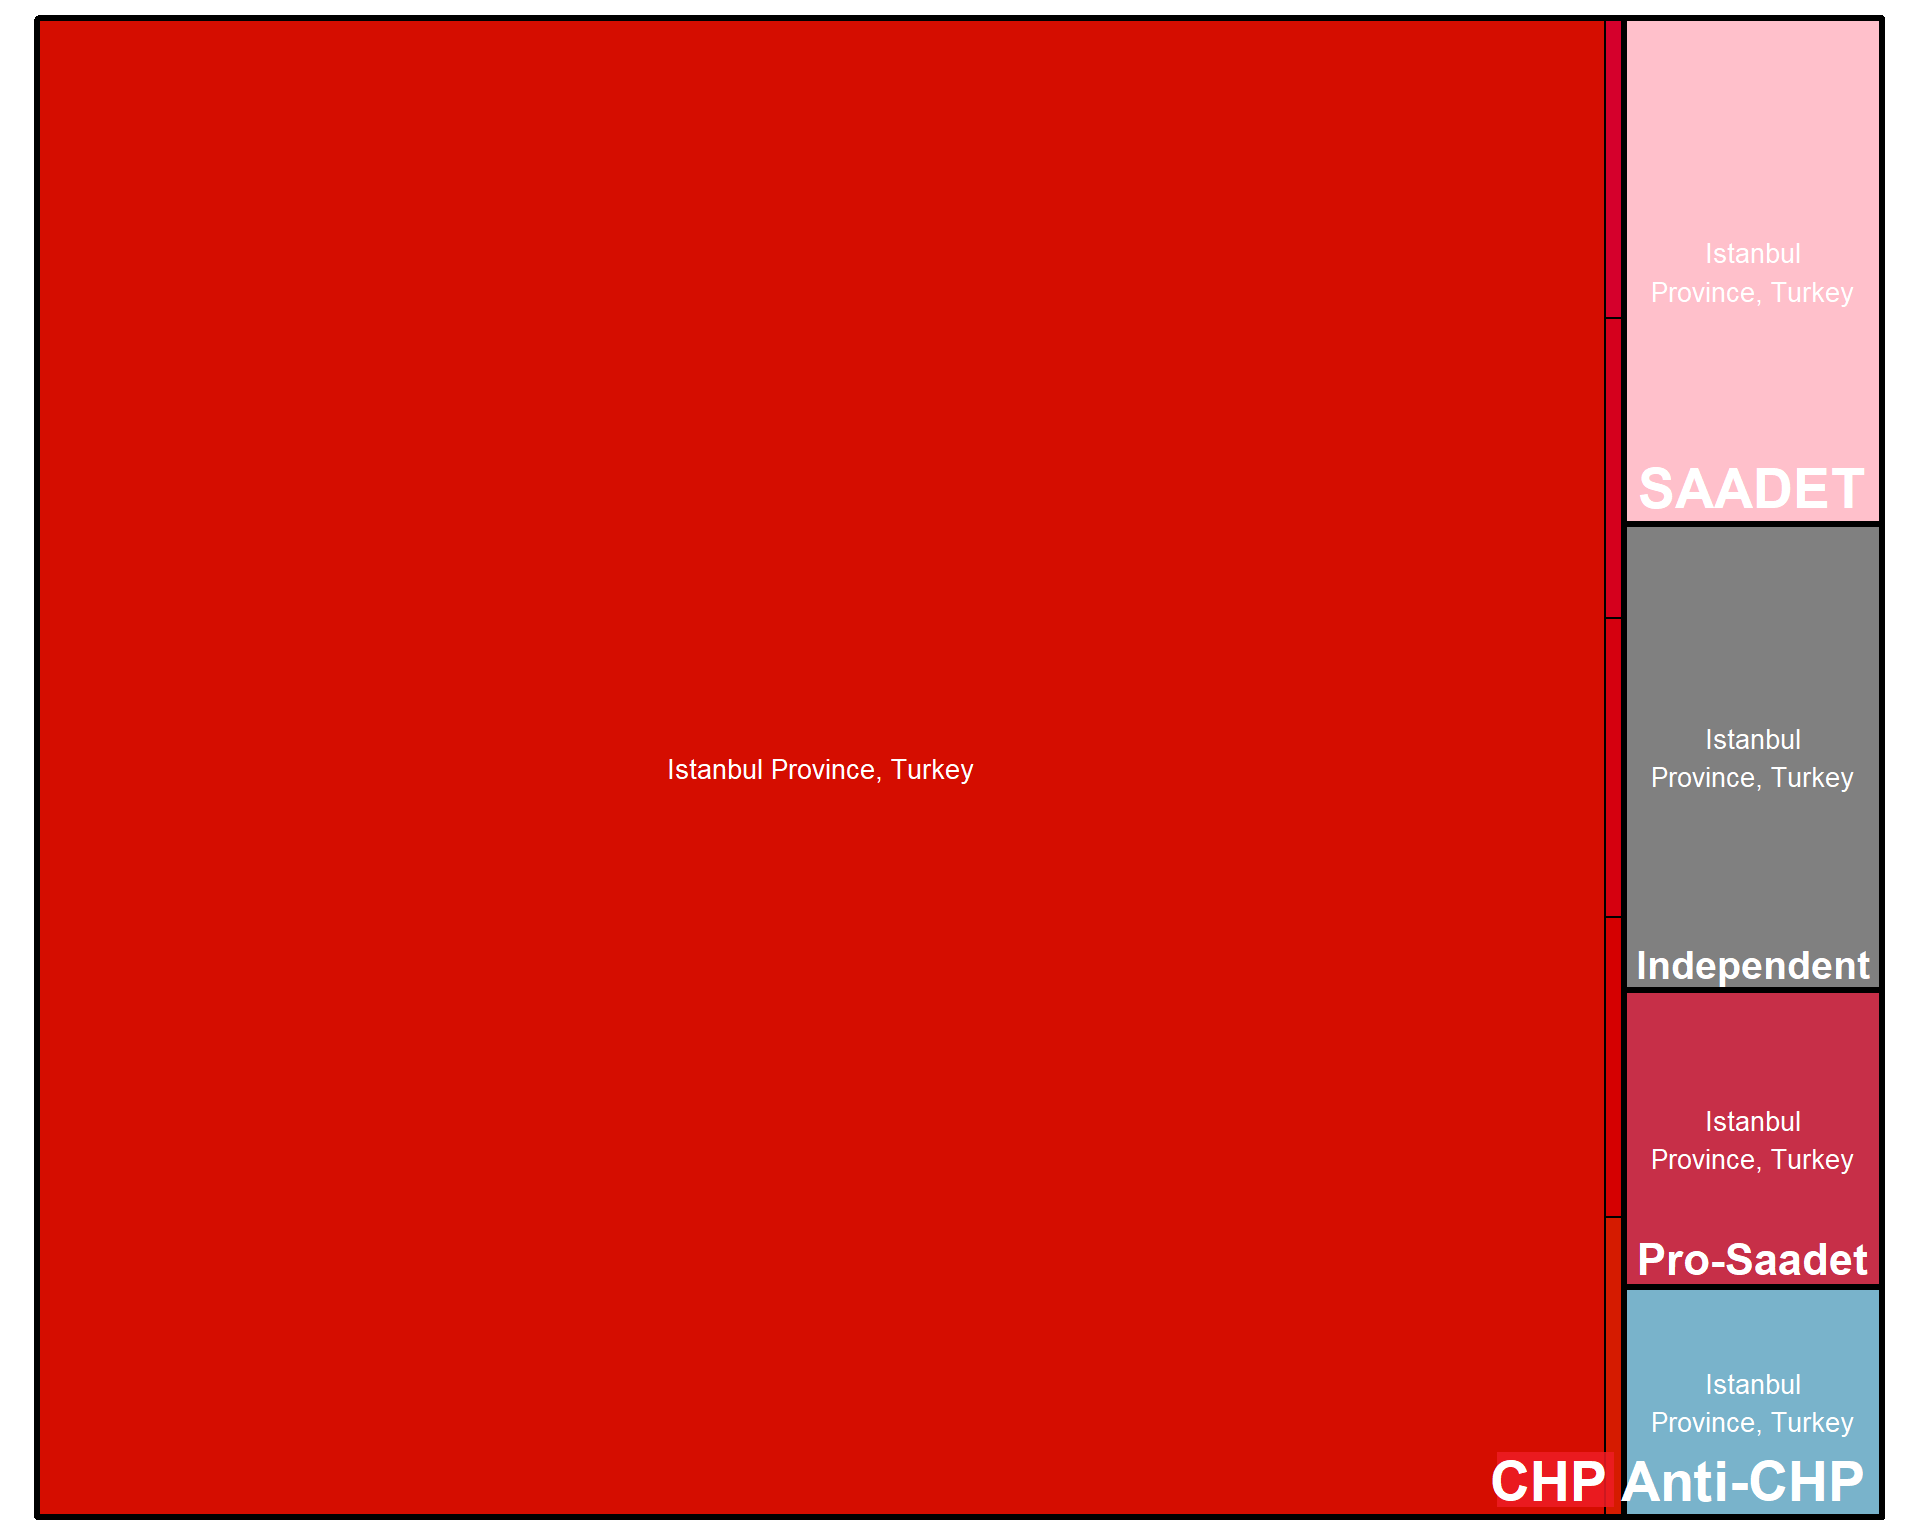 Istanbul Province, Turkey
CHP
Istanbul
Province, Turkey
SAADET
Istanbul
Province, Turkey
Independent
Istanbul
Province, Turkey
Pro-Saadet
Istanbul
Province, Turkey
Anti-CHP